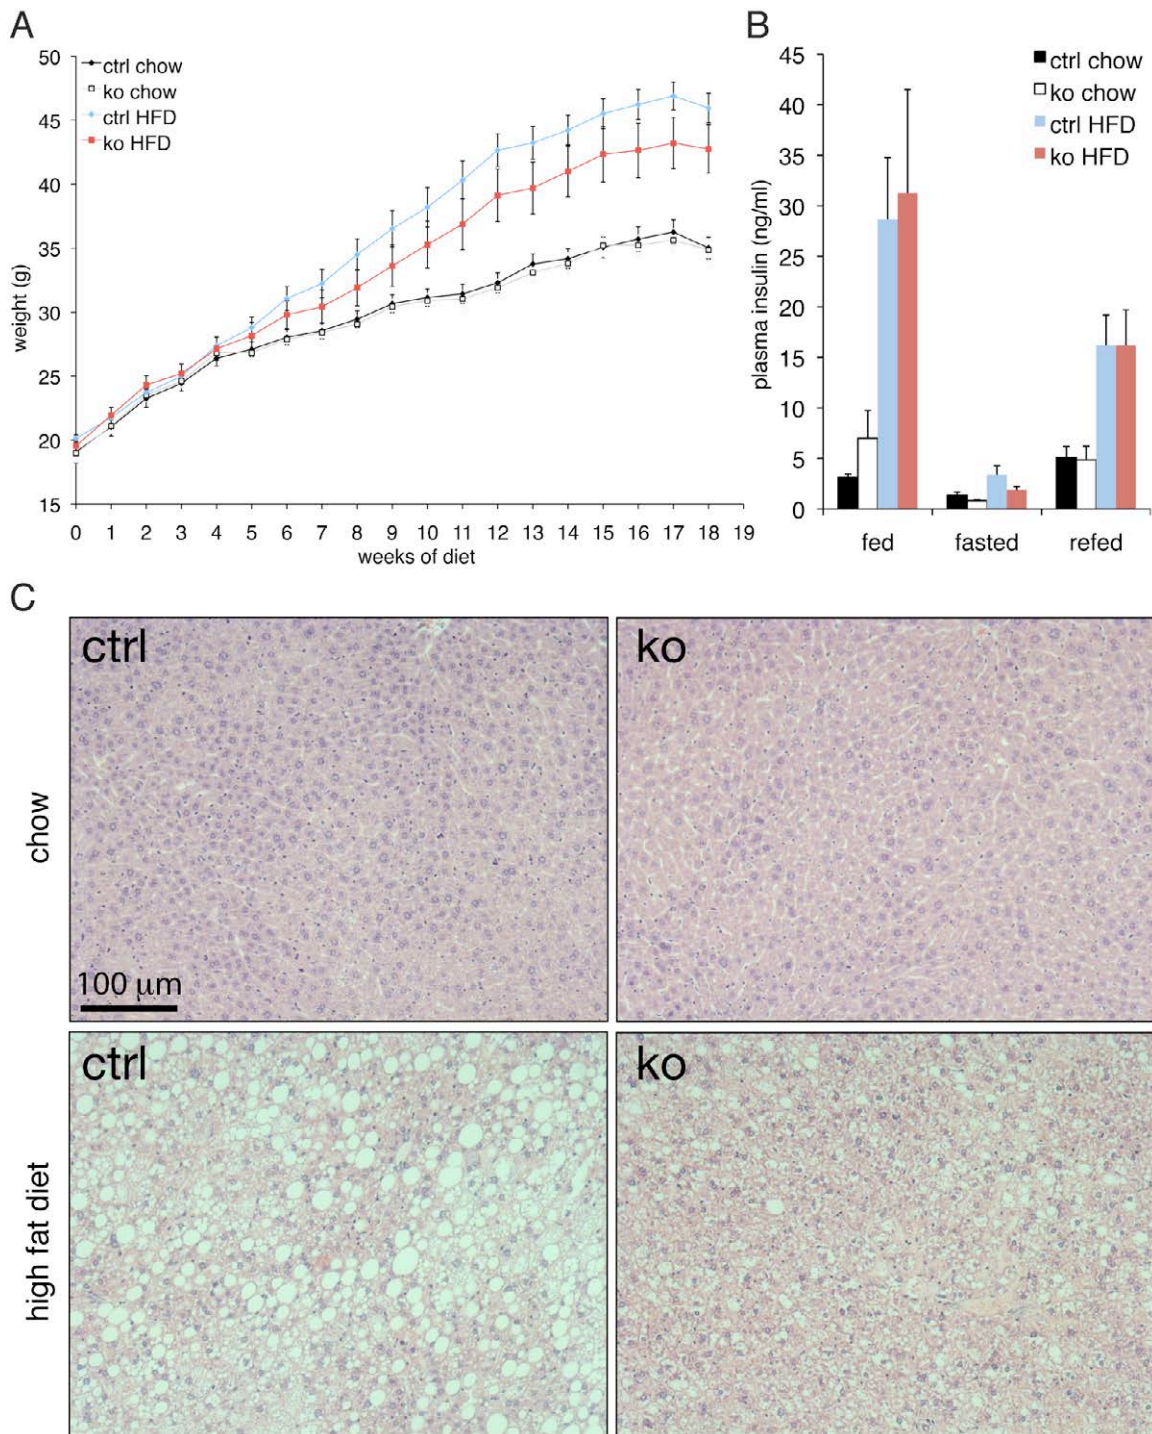 A
50
45
40
35
30
25
20
15
weight (g)
ctrl chow
ko chow
ctrl HFD
ko HFD
0 1 2 3 4 5 6 7 8 9 10 11 12 13 14 15 16 17 18 19
weeks of diet
B
45
40
35
30
25
20
15
10
5
0
plasma insulin (ng/ml)
ctrl chow
ko chow
ctrl HFD
ko HFD
fed fasted refed
C
chow
ctrl
ko
100 μm
high fat diet
ctrl
ko